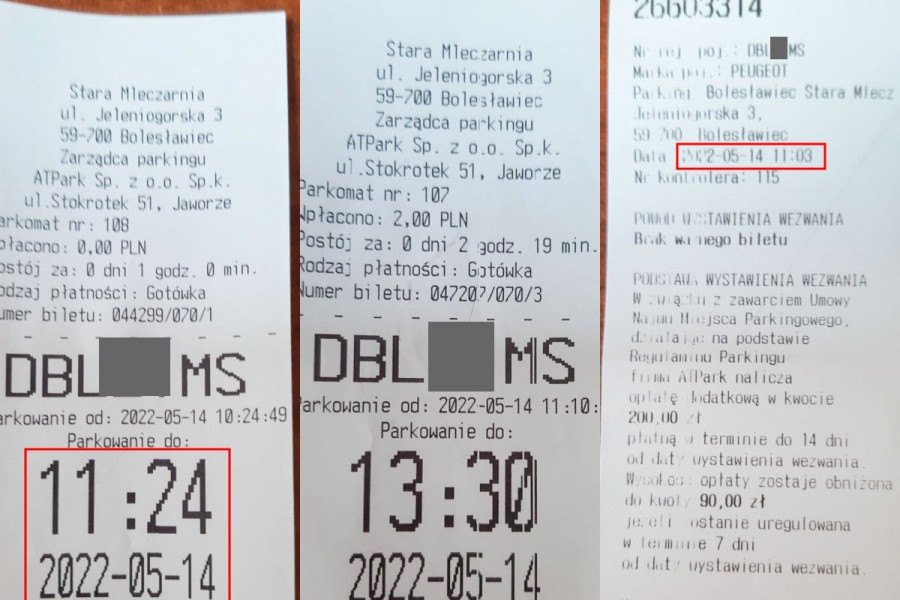 Stara Mleczarnia
ul. Jeleniogorska 3
59-700 Bolesławiec
Zarządca parkingu
ATPark Sp. z o.o. Sp.k.
ul.Stokrotek 51, Jaworze
arkomat nr: 108
płacono: 0,00 PLN
ostój za: 0 dni 1 godz. 0 min.
odzaj płatności: Gotówka
umer biletu: 044299/070/1
DBL MS
arkowanie od: 2022-05-14 10:24:49
Parkowanie do:
11:24
2022-05-14
Stara Mleczarnia
ul. Jeleniogorska 3
59-700 Bolesławiec
Zarządca parkingu
ATPark Sp. z o.o. Sp.k.
ul.Stokrotek 51, Jaworze
Parkomat nr: 107
Wpłacono: 2,00 PLN
Postój za: 0 dni 2 godz. 19 min.
Rodzaj płatności: Gotówka
Numer biletu: 047207/070/3
DBL MS
Parkowanie od: 2022-05-14 11:10:
Parkowanie do:
13:30
2022-05-14
26603314
Nr rej. poj.: DBL MS
Marka poj.: PEUGEOT
Parking: Bolesławiec Stara Mlecz
Jeleniogorska 3,
59-700 Bolesławiec
Data 2022-05-14 11:03
Nr kontrolera: 115
POWÓD WYSTAWIENIA WEZWANIA
Brak ważnego biletu
PODSTAWA WYSTAWIENIA WEZWANIA
W związku z zawarciem Umowy
Najmu Miejsca Parkingowego,
działając na podstawie
Regulaminu Parkingu
firma ATPark nalicza
opłatę dodatkową w kwocie
200,00 zł
płatną w terminie do 14 dni
od daty wystawienia wezwania.
Wysokość opłaty zostaje obniżona
do kwoty 90,00 zł
jeżeli zostanie uregulowana
w terminie 7 dni
od daty wystawienia wezwania.